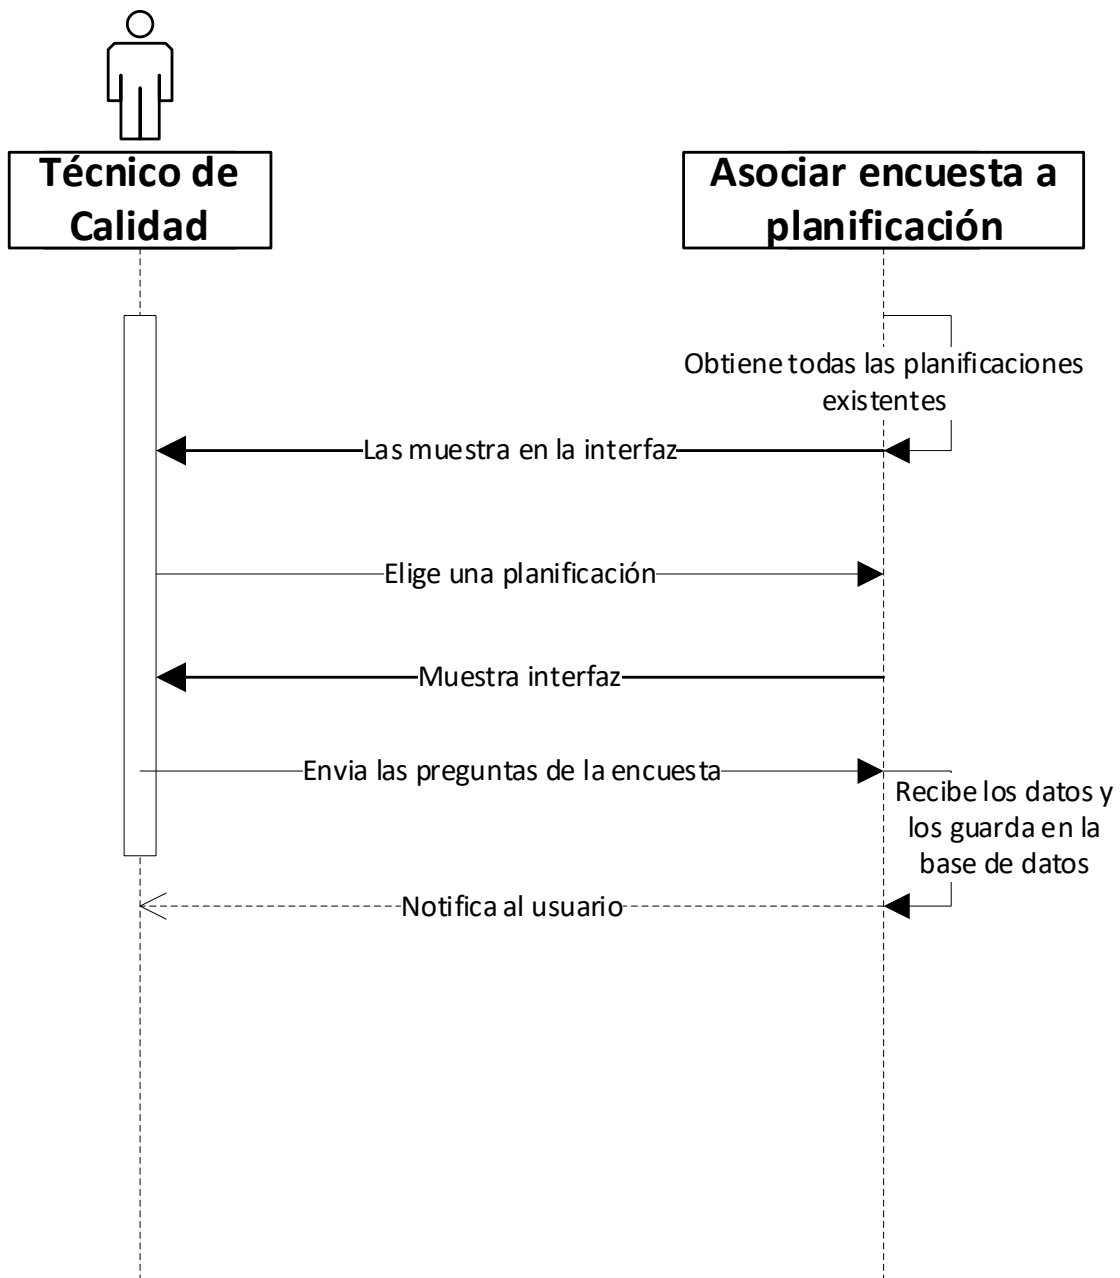 Técnico de
Calidad
Asociar encuesta a
planificación
Obtiene todas las planificaciones
existentes
Las muestra en la interfaz
Elige una planificación
Muestra interfaz
Envia las preguntas de la encuesta
Recibe los datos y
los guarda en la
base de datos
Notifica al usuario